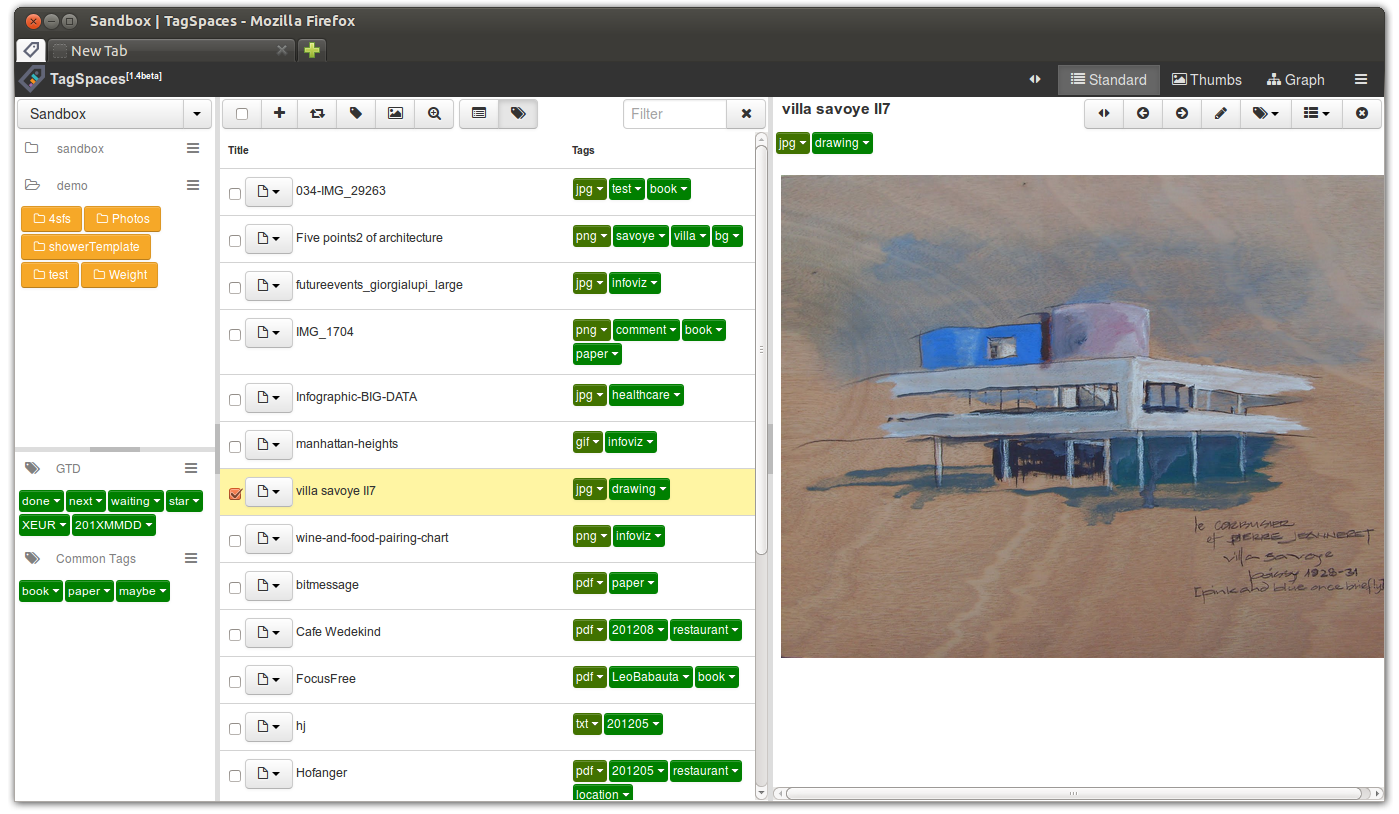 Sandbox | TagSpaces - Mozilla Firefox
New Tab
TagSpaces[1.4beta]
Standard
Thumbs
Graph
Sandbox
sandbox
demo
4sfs
Photos
showerTemplate
test
Weight
GTD
done
next
waiting
star
XEUR
201XMMDD
Common Tags
book
paper
maybe
Filter
Title
Tags
034-IMG_29263
jpg
test
book
Five points2 of architecture
png
savoye
villa
bg
futureevents_giorgialupi_large
jpg
infoviz
IMG_1704
png
comment
book
paper
Infographic-BIG-DATA
jpg
healthcare
manhattan-heights
gif
infoviz
villa savoye II7
jpg
drawing
wine-and-food-pairing-chart
png
infoviz
bitmessage
pdf
paper
Cafe Wedekind
pdf
201208
restaurant
FocusFree
pdf
LeoBabauta
book
hj
txt
201205
Hofanger
pdf
201205
restaurant
location
villa savoye II7
jpg
drawing
le CORBUSIER
et PIERRE JEANNERET
villa savoye
poissy 1928-31
[pink and blue once briefly]